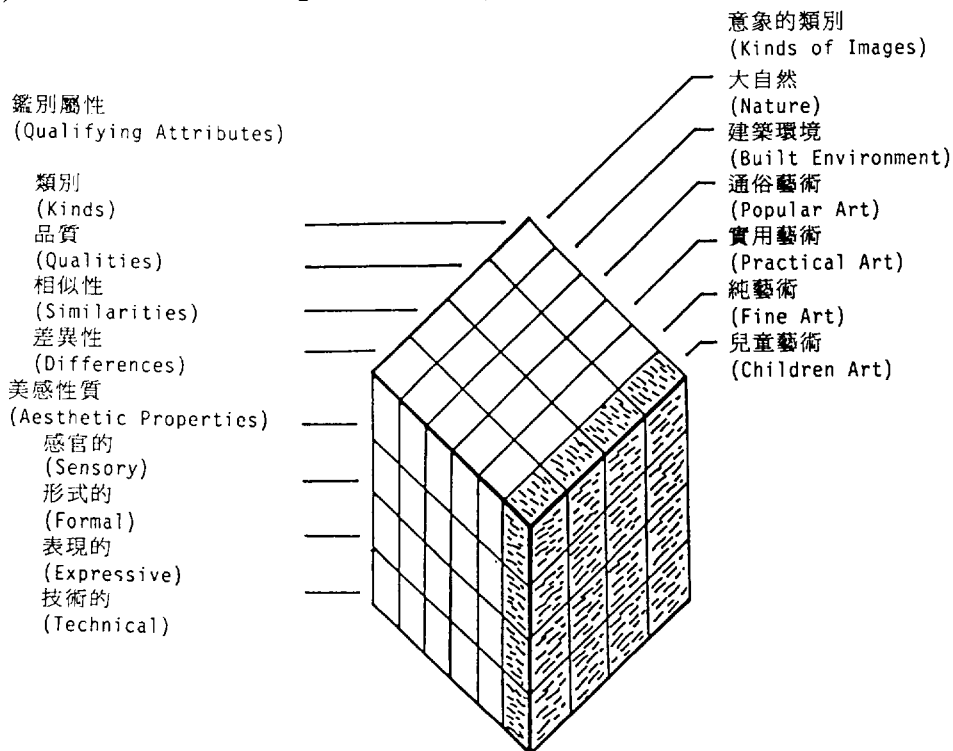 意象的類別
(Kinds of Images)
大自然
(Nature)
建築環境
(Built Environment)
通俗藝術
(Popular Art)
實用藝術
(Practical Art)
純藝術
(Fine Art)
兒童藝術
(Children Art)
鑑別屬性
(Qualifying Attributes)
類別
(Kinds)
品質
(Qualities)
相似性
(Similarities)
差異性
(Differences)
美感性質
(Aesthetic Properties)
感官的
(Sensory)
形式的
(Formal)
表現的
(Expressive)
技術的
(Technical)